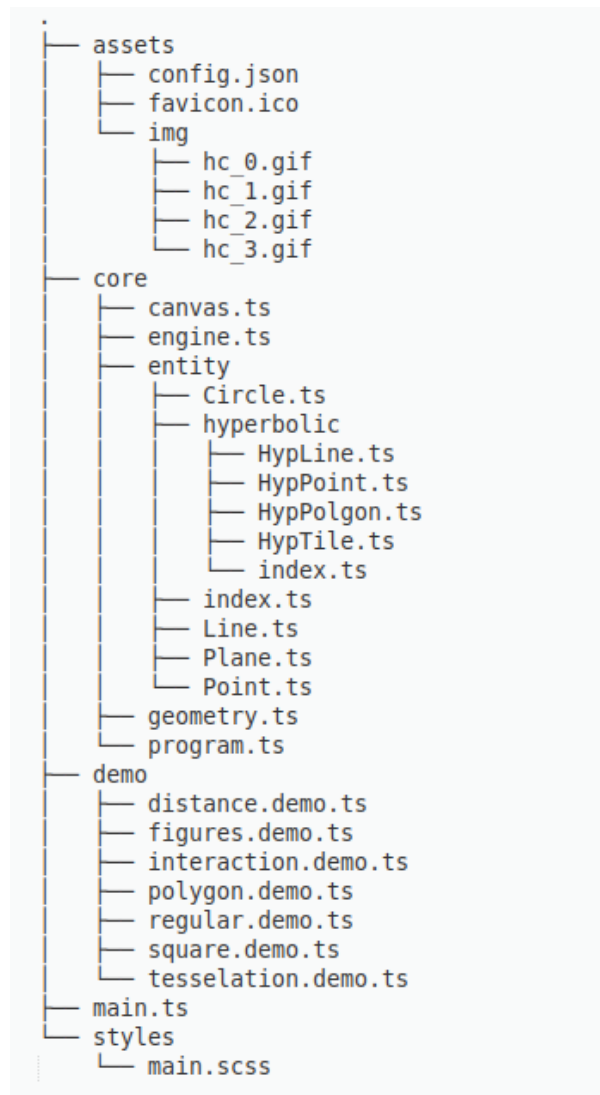 .
├── assets
│   ├── config.json
│   ├── favicon.ico
│   └── img
│       ├── hc_0.gif
│       ├── hc_1.gif
│       ├── hc_2.gif
│       └── hc_3.gif
├── core
│   ├── canvas.ts
│   ├── engine.ts
│   ├── entity
│   │   ├── Circle.ts
│   │   ├── hyperbolic
│   │   │   ├── HypLine.ts
│   │   │   ├── HypPoint.ts
│   │   │   ├── HypPolgon.ts
│   │   │   ├── HypTile.ts
│   │   │   └── index.ts
│   │   ├── index.ts
│   │   ├── Line.ts
│   │   ├── Plane.ts
│   │   └── Point.ts
│   ├── geometry.ts
│   └── program.ts
├── demo
│   ├── distance.demo.ts
│   ├── figures.demo.ts
│   ├── interaction.demo.ts
│   ├── polygon.demo.ts
│   ├── regular.demo.ts
│   ├── square.demo.ts
│   └── tesselation.demo.ts
├── main.ts
└── styles
    └── main.scss